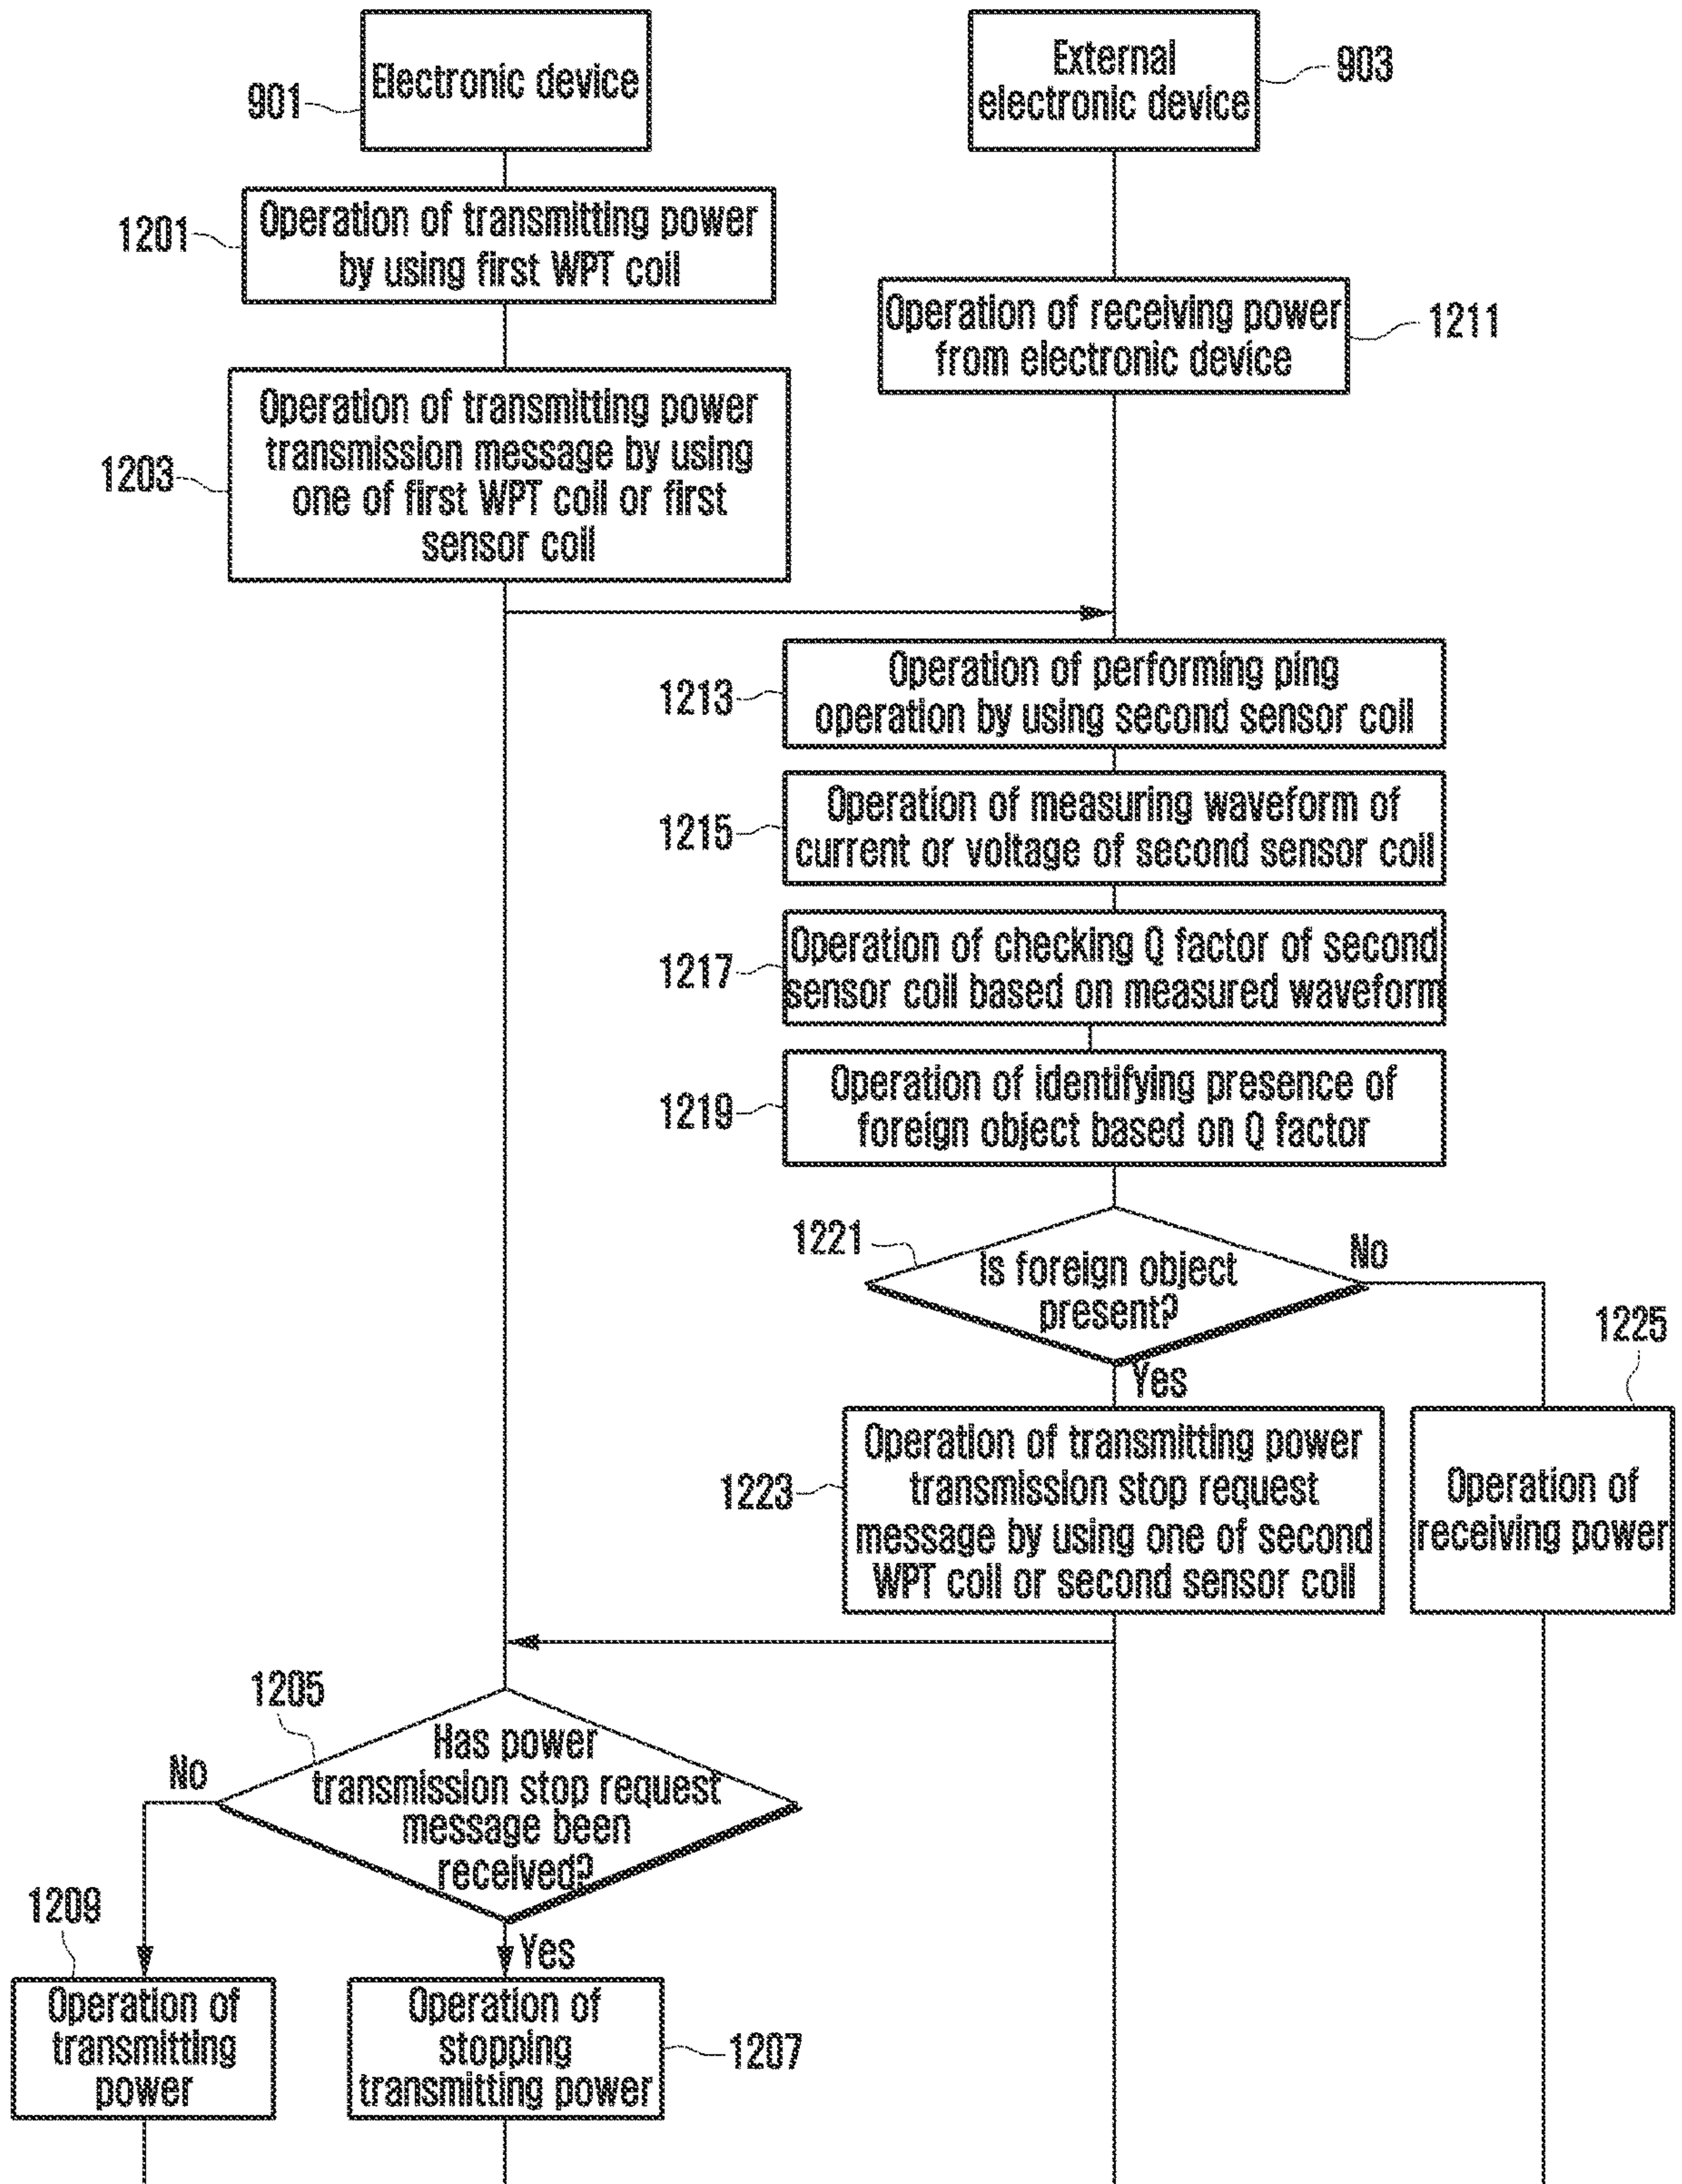 Electronic device
901
External
electronic device
903
1201
Operation of transmitting power
by using first WPT coil
Operation of receiving power
from electronic device
1211
1203
Operation of transmitting power
transmission message by using
one of first WPT coil or first
sensor coil
1213
Operation of performing ping
operation by using second sensor coil
1215
Operation of measuring waveform of
current or voltage of second sensor coil
1217
Operation of checking Q factor of second
sensor coil based on measured waveform
1219
Operation of identifying presence of
foreign object based on Q factor
1221
Is foreign object
present?
No
Yes
1225
1223
Operation of transmitting power
transmission stop request
message by using one of second
WPT coil or second sensor coil
Operation of
receiving power
1205
Has power
transmission stop request
message been
received?
No
Yes
1209
Operation of
transmitting
power
Operation of
stopping
transmitting power
1207